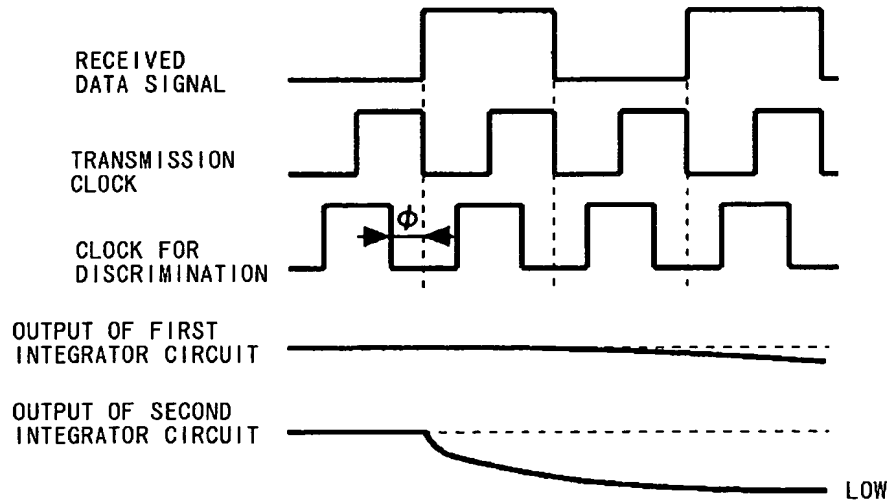 RECEIVED
DATA SIGNAL
TRANSMISSION
CLOCK
ϕ
CLOCK FOR
DISCRIMINATION
OUTPUT OF FIRST
INTEGRATOR CIRCUIT
OUTPUT OF SECOND
INTEGRATOR CIRCUIT
LOW